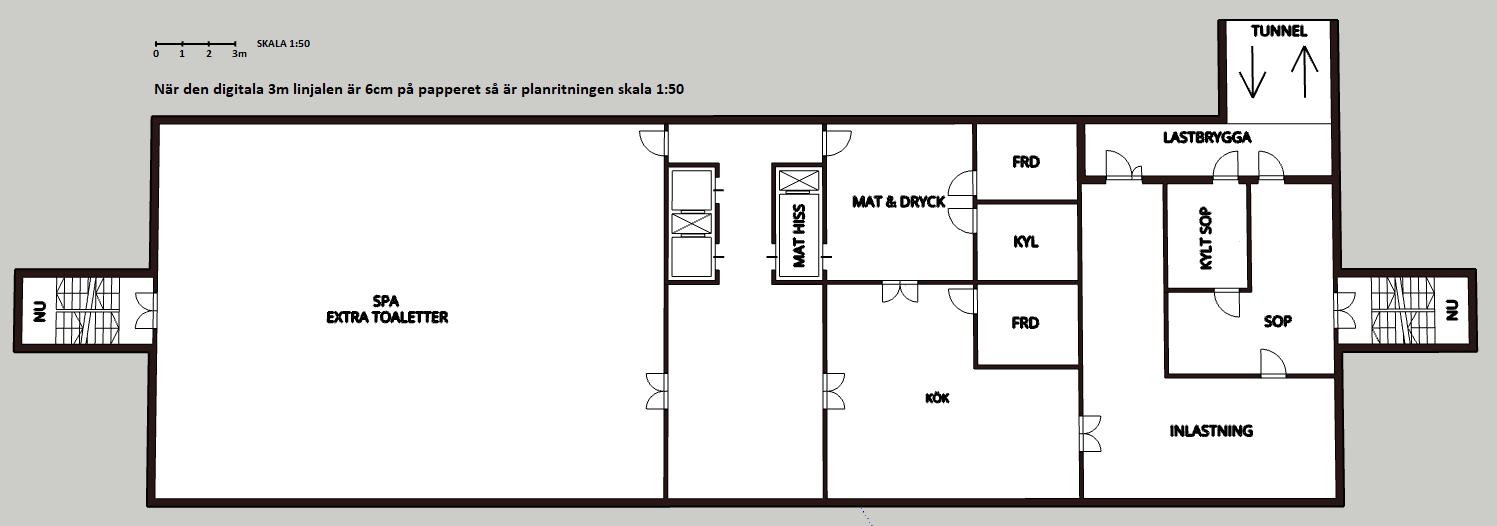 SKALA 1:50
0 1 2 3m
När den digitala 3m linjalen är 6cm på papperet så är planritningen skala 1:50
TUNNEL
LASTBRYGGA
FRD
MAT & DRYCK
KYL
MAT HISS
KYLT SOP
NU
SPA
EXTRA TOALETTER
FRD
SOP
NU
KÖK
INLASTNING